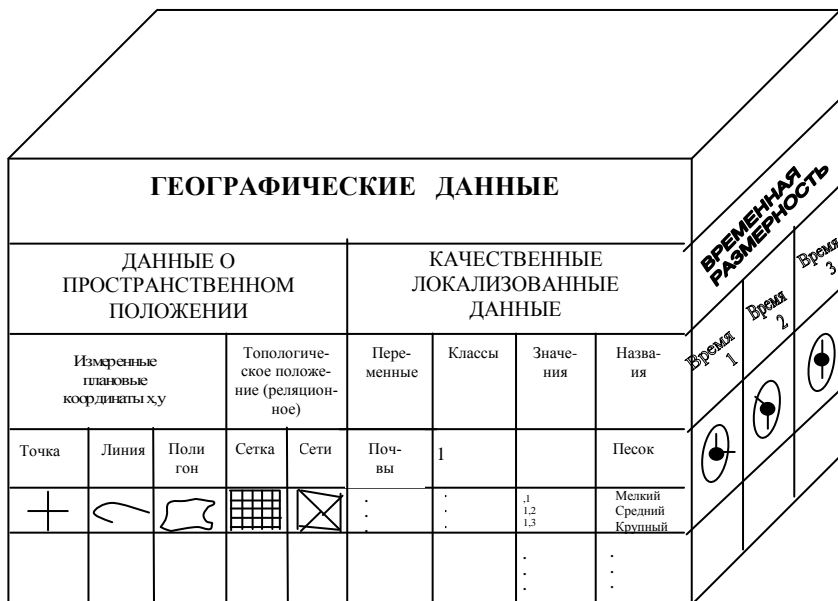 ГЕОГРАФИЧЕСКИЕ ДАННЫЕ
ВРЕМЕННАЯ
РАЗМЕРНОСТЬ
ДАННЫЕ О
ПРОСТРАНСТВЕННОМ
ПОЛОЖЕНИИ
КАЧЕСТВЕННЫЕ
ЛОКАЛИЗОВАННЫЕ
ДАННЫЕ
Время
1
Время
2
Время
3
Измеренные
плановые
координаты x,y
Топологиче-
ское положе-
ние (реляцион-
ное)
Пере-
менные
Классы
Значе-
ния
Назва-
ия
Точка
Линия
Поли
гон
Сетка
Сети
Поч-
вы
1
Песок
,1
1,2
1,3
Мелкий
Средний
Крупный